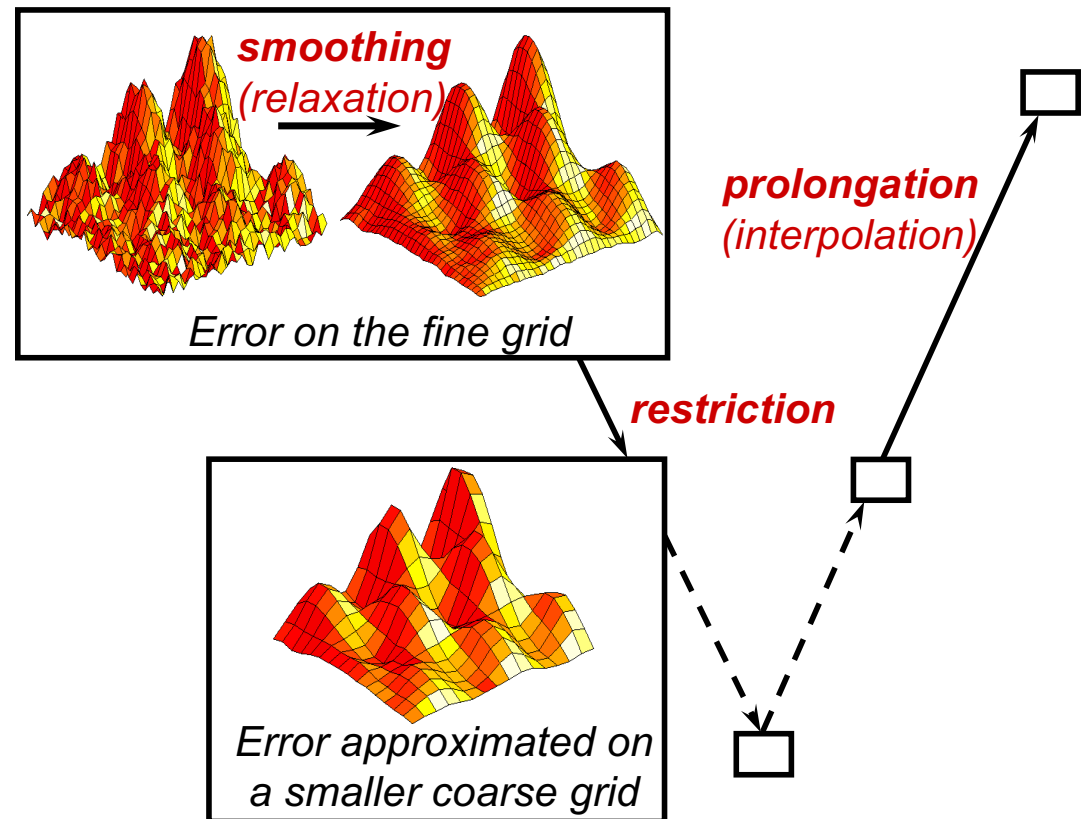 smoothing
(relaxation)
Error on the fine grid
prolongation
(interpolation)
restriction
Error approximated on
a smaller coarse grid